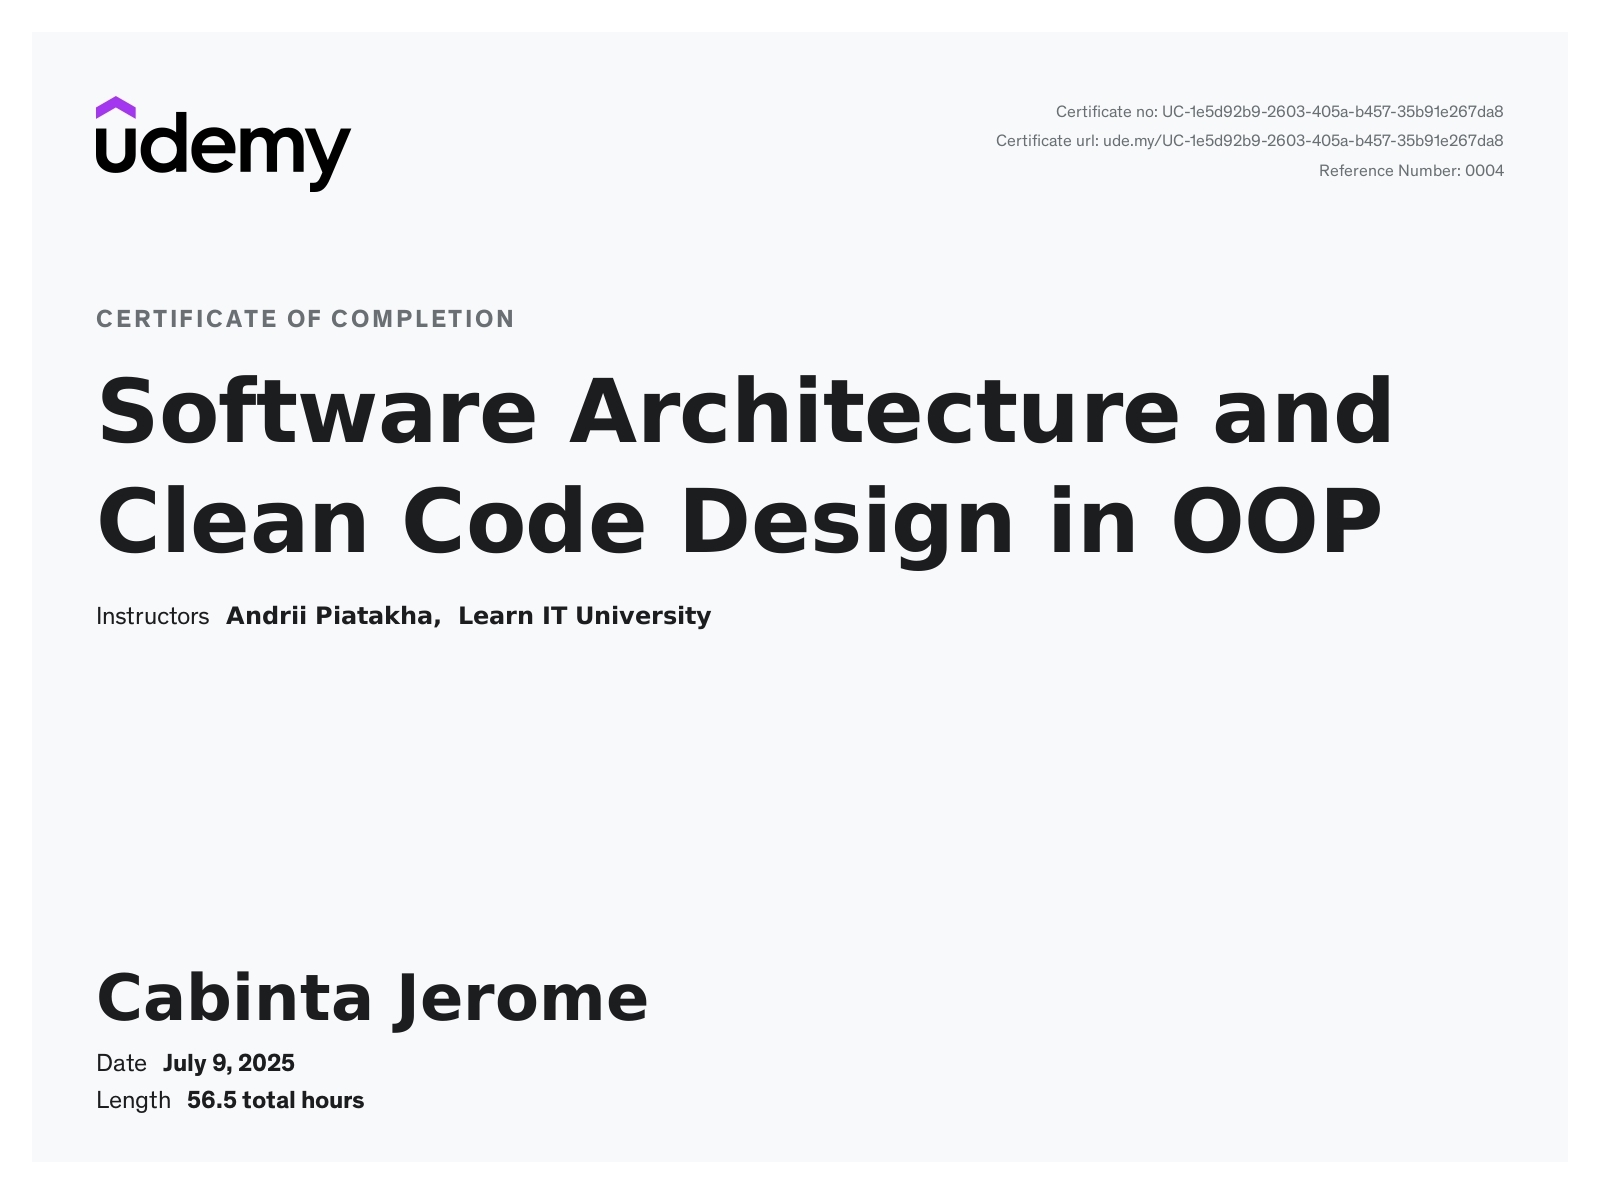 udemy
Certificate no: UC-1e5d92b9-2603-405a-b457-35b91e267da8
Certificate url: ude.my/UC-1e5d92b9-2603-405a-b457-35b91e267da8
Reference Number: 0004
CERTIFICATE OF COMPLETION
Software Architecture and
Clean Code Design in OOP
Instructors Andrii Piatakha, Learn IT University
Cabinta Jerome
Date July 9, 2025
Length 56.5 total hours